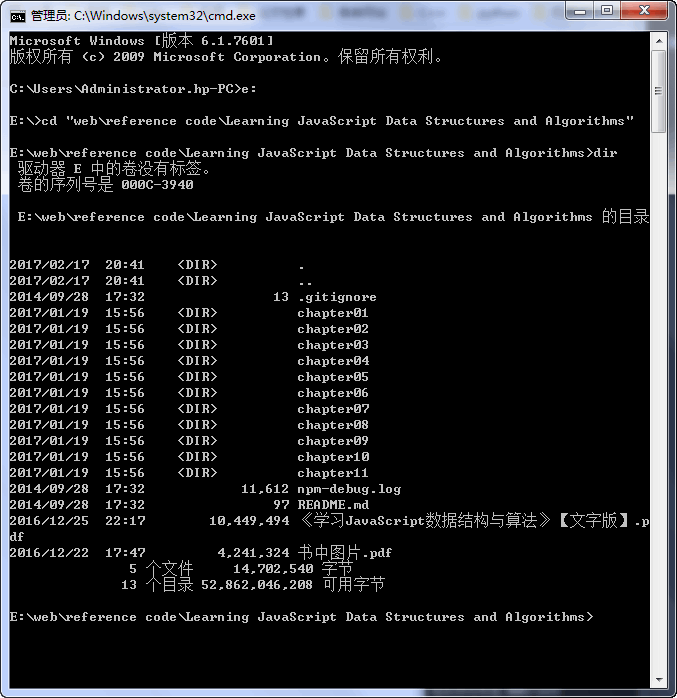 管理员: C:\Windows\system32\cmd.exe
Microsoft Windows [版本 6.1.7601]
版权所有 (c) 2009 Microsoft Corporation。保留所有权利。
C:\Users\Administrator.hp-PC>e:
E:\>cd "web\reference code\Learning JavaScript Data Structures and Algorithms"
E:\web\reference code\Learning JavaScript Data Structures and Algorithms>dir
驱动器 E 中的卷没有标签。
卷的序列号是 000C-3940
E:\web\reference code\Learning JavaScript Data Structures and Algorithms 的目录
2017/02/17  20:41    <DIR>          .
2017/02/17  20:41    <DIR>          ..
2014/09/28  17:32                13 .gitignore
2017/01/19  15:56    <DIR>          chapter01
2017/01/19  15:56    <DIR>          chapter02
2017/01/19  15:56    <DIR>          chapter03
2017/01/19  15:56    <DIR>          chapter04
2017/01/19  15:56    <DIR>          chapter05
2017/01/19  15:56    <DIR>          chapter06
2017/01/19  15:56    <DIR>          chapter07
2017/01/19  15:56    <DIR>          chapter08
2017/01/19  15:56    <DIR>          chapter09
2017/01/19  15:56    <DIR>          chapter10
2017/01/19  15:56    <DIR>          chapter11
2014/09/28  17:32            11,612 npm-debug.log
2014/09/28  17:32                97 README.md
2016/12/25  22:17        10,449,494 《学习JavaScript数据结构与算法》【文字版】.p
df
2016/12/22  17:47         4,241,324 书中图片.pdf
5 个文件     14,702,540 字节
13 个目录 52,862,046,208 可用字节
E:\web\reference code\Learning JavaScript Data Structures and Algorithms>